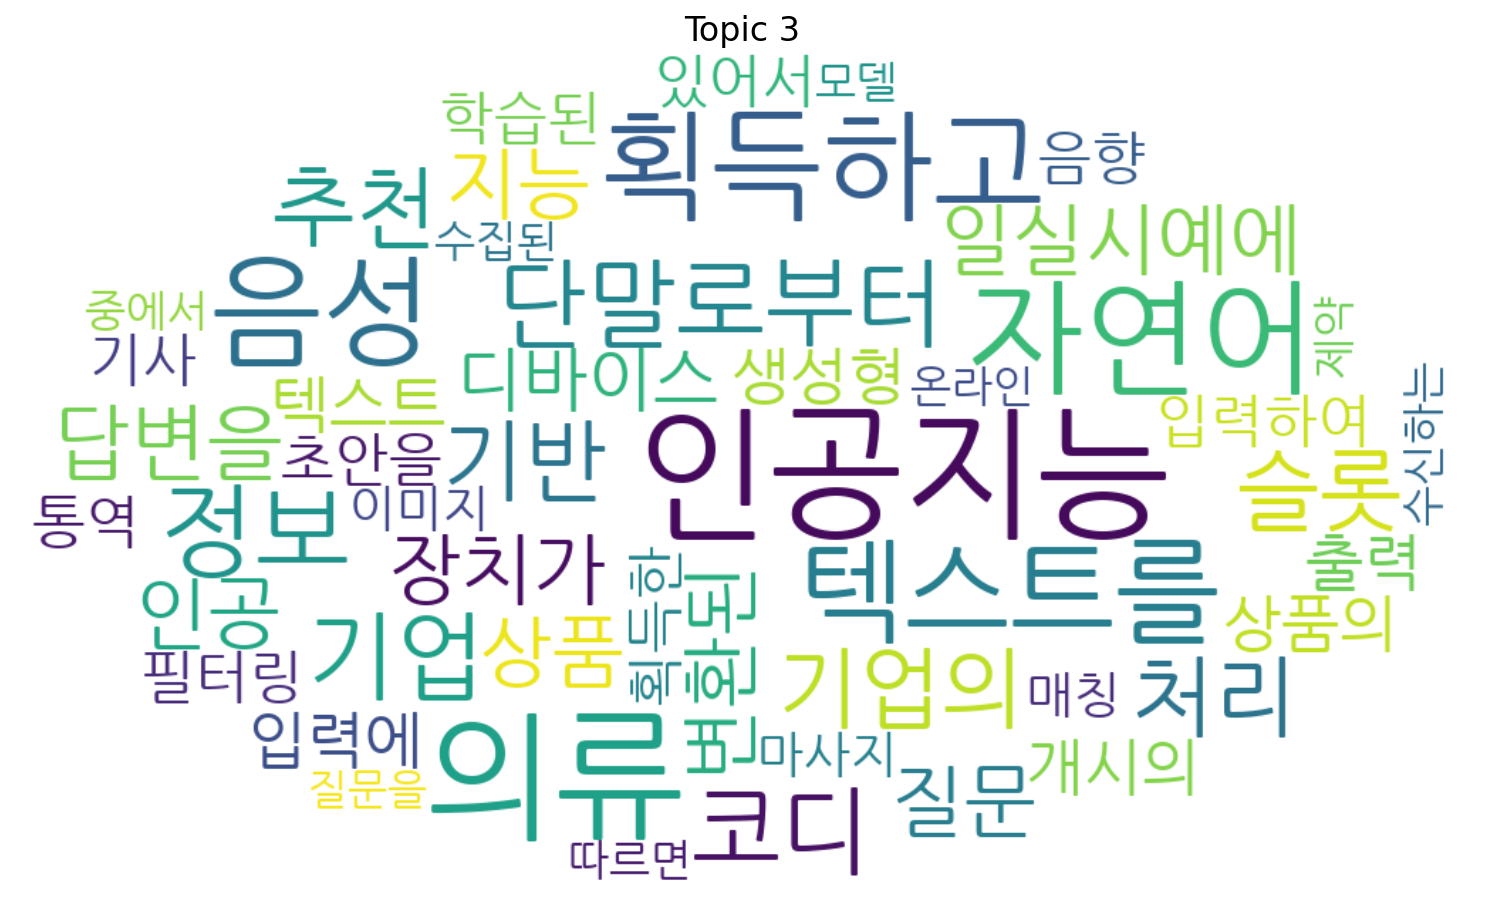 Topic 3
있어서
모델
학습된
획득하고
음향
지능
추천
수집된
일실시예에
음성
단말로부터
자연어
중에서
제약
기사
디바이스
생성형
온라인
수신하는
텍스트
입력하여
답변을
초안을
기반
인공지능
슬롯
통역
정보
이미지
장치가
텍스트를
출력
인공
획득한
변환된
상품의
기업
상품
필터링
기업의
매칭
처리
입력에
의류
마사지
개시의
질문을
질문
코디
따르면